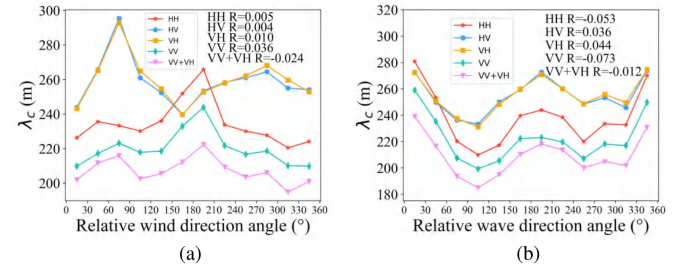 300
280
260
240
220
200
λc (m)
HH
HV
VH
VV
VV+VH
HH R=0.005
HV R=0.004
VH R=0.010
VV R=0.036
VV+VH R=-0.024
0 30 60 90 120 150 180 210 240 270 300 330 360
Relative wind direction angle (°)
(a)
320
300
280
260
240
220
200
180
λc (m)
HH
HV
VH
VV
VV+VH
HH R=-0.053
HV R=0.036
VH R=0.044
VV R=-0.073
VV+VH R=-0.012
0 30 60 90 120 150 180 210 240 270 300 330 360
Relative wave direction angle (°)
(b)